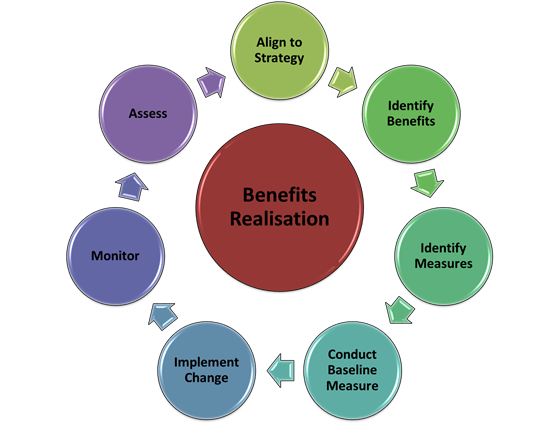 Align to
Strategy
Identify
Benefits
Identify
Measures
Conduct
Baseline
Measure
Implement
Change
Monitor
Assess
Benefits
Realisation